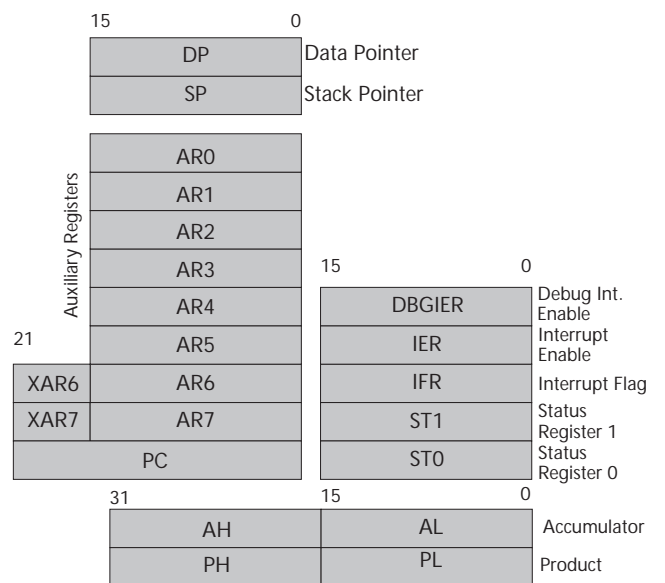 15 0
DP Data Pointer
SP Stack Pointer
Auxiliary Registers
AR0
AR1
AR2
AR3
AR4
AR5
21
XAR6 AR6
XAR7 AR7
PC
15 0
DBGIER Debug Int.
Enable
IER Interrupt
Enable
IFR Interrupt Flag
ST1 Status
Register 1
ST0 Status
Register 0
31 15 0
AH AL Accumulator
PH PL Product